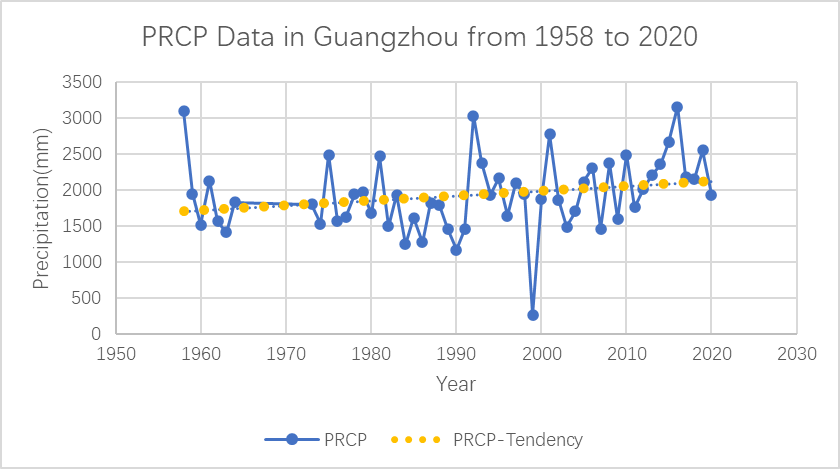 PRCP Data in Guangzhou from 1958 to 2020
3500
3000
2500
2000
1500
1000
500
0
Precipitation(mm)
1950 1960 1970 1980 1990 2000 2010 2020 2030
Year
PRCP PRCP-Tendency